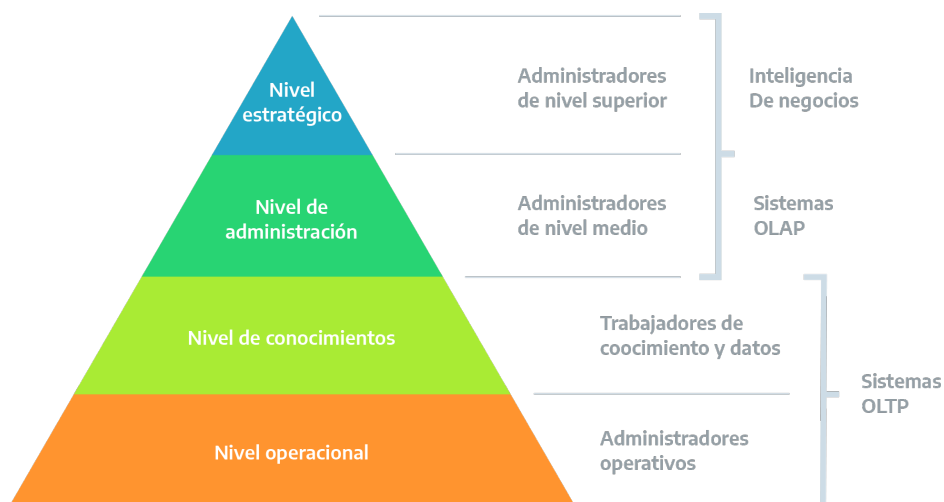 Nivel
estratégico
Administradores
de nivel superior
Inteligencia
De negocios
Nivel de
administración
Administradores
de nivel medio
Sistemas
OLAP
Nivel de conocimientos
Trabajadores de
coocimiento y datos
Sistemas
OLTP
Nivel operacional
Administradores
operativos